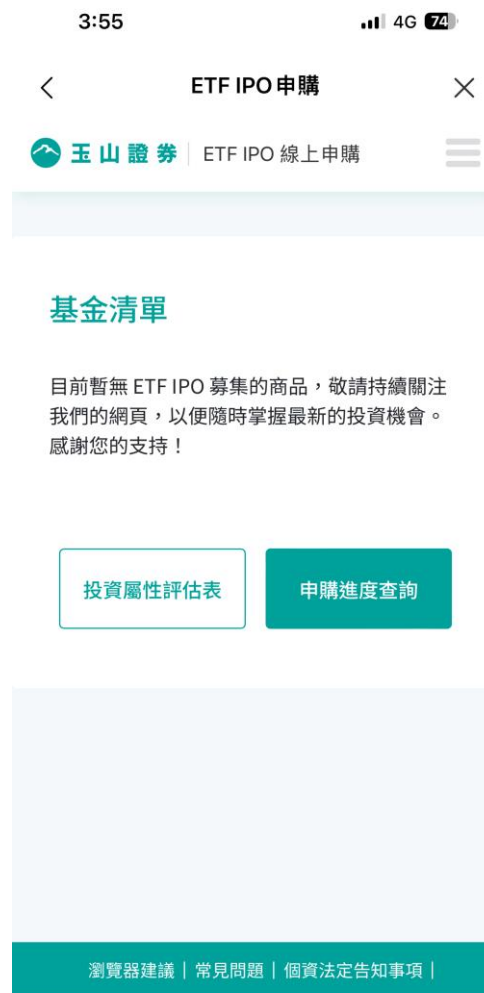 3:55 4G 74
ETF IPO申購
玉山證券 | ETF IPO 線上申購
基金清單
目前暫無 ETF IPO 募集的商品，敬請持續關注
我們的網頁，以便隨時掌握最新的投資機會。
感謝您的支持！
投資屬性評估表 申購進度查詢
瀏覽器建議 | 常見問題 | 個資法定告知事項 |